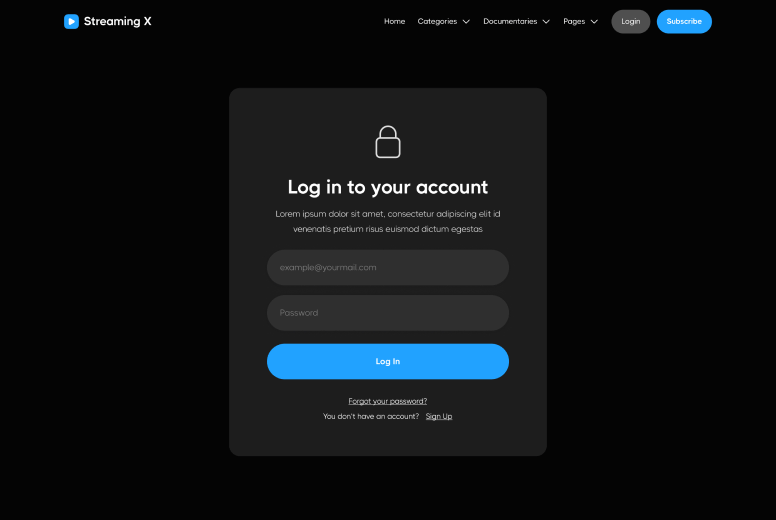 Streaming X
Home Categories Documentaries Pages Login Subscribe
Log in to your account
Lorem ipsum dolor sit amet, consectetur adipiscing elit id
venenatis pretium risus euismod dictum egestas
example@yourmail.com
Password
Log In
Forgot your password?
You don't have an account? Sign Up